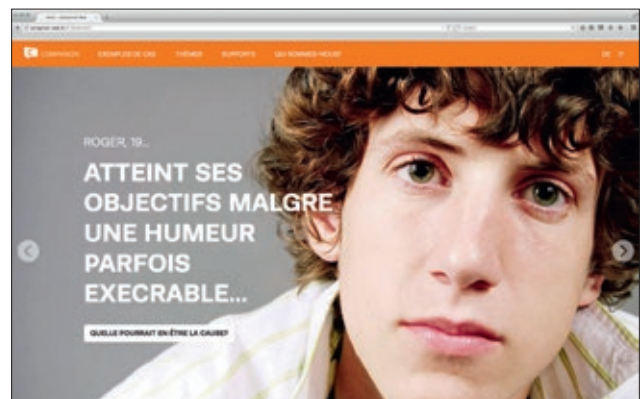 COMPANION EXEMPLES DE CAS THÈMES SUPPORTS QUI SOMMES-NOUS?
ROGER, 19...
ATTEINT SES
OBJECTIFS MALGRE
UNE HUMEUR
PARFOIS
EXECRABLE...
QUELLE POURRAIT EN ÊTRE LA CAUSE?